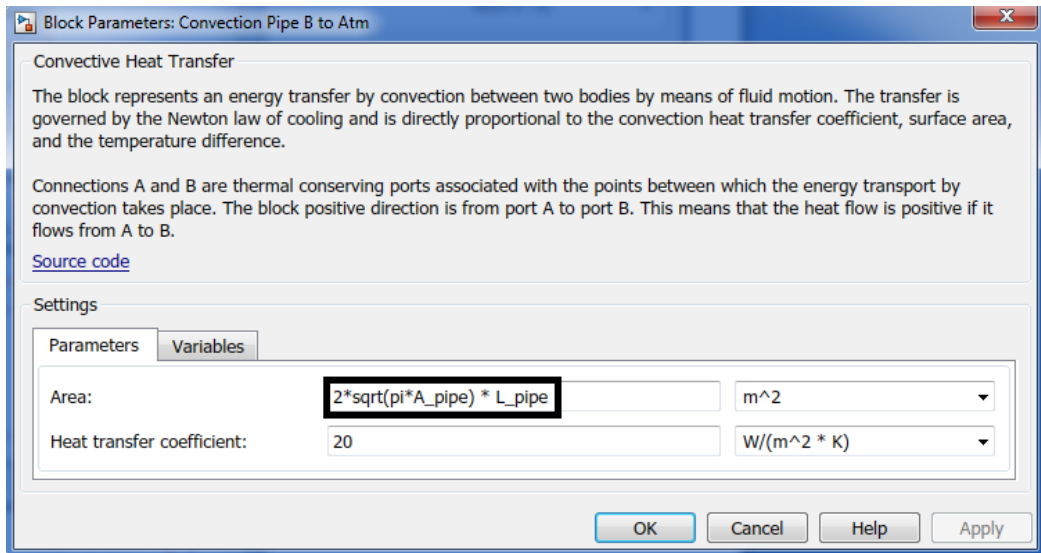 Block Parameters: Convection Pipe B to Atm
x
Convective Heat Transfer
The block represents an energy transfer by convection between two bodies by means of fluid motion. The transfer is
governed by the Newton law of cooling and is directly proportional to the convection heat transfer coefficient, surface area,
and the temperature difference.
Connections A and B are thermal conserving ports associated with the points between which the energy transport by
convection takes place. The block positive direction is from port A to port B. This means that the heat flow is positive if it
flows from A to B.
Source code
Settings
Parameters Variables
Area: 2*sqrt(pi*A_pipe) * L_pipe m^2
Heat transfer coefficient: 20 W/(m^2 * K)
OK Cancel Help Apply